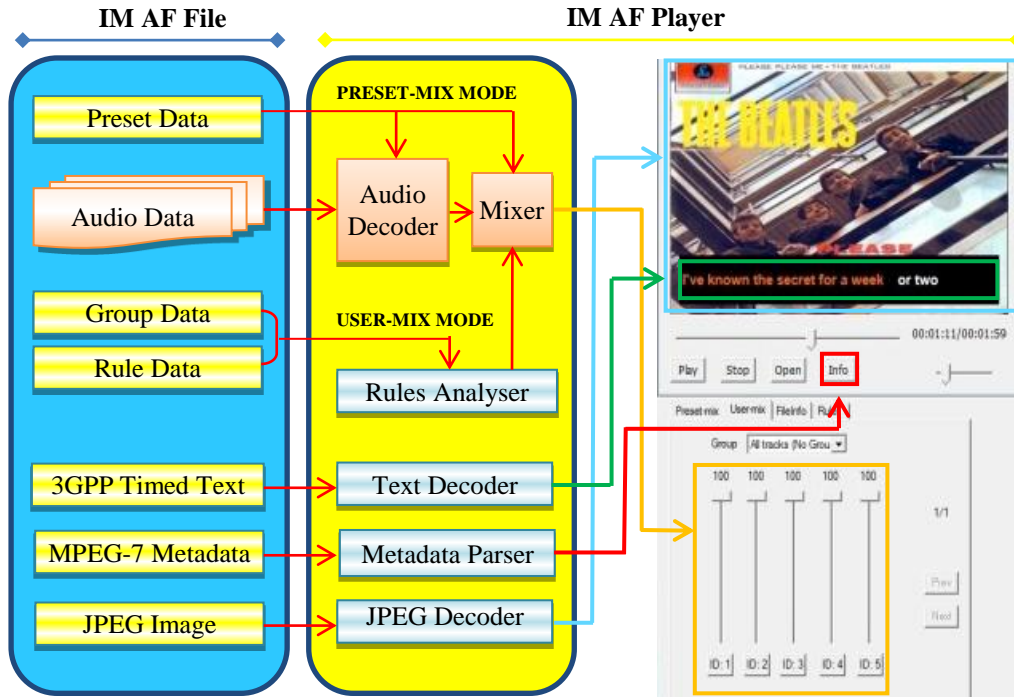 IM AF File
IM AF Player
Preset Data
Audio Data
Group Data
Rule Data
3GPP Timed Text
MPEG-7 Metadata
JPEG Image
PRESET-MIX MODE
Audio
Decoder
Mixer
USER-MIX MODE
Rules Analyser
Text Decoder
Metadata Parser
JPEG Decoder
PLEASE PLEASE ME • THE BEATLES
THE BEATLES
PLEASE
I've known the secret for a week or two
00:01:11/00:01:59
Play Stop Open Info
Preset-mix User-mix FileInfo
Group All tracks (No Grou
100 100 100 100 100
1/1
Prev
Next
ID: 1 ID: 2 ID: 3 ID: 4 ID: 5